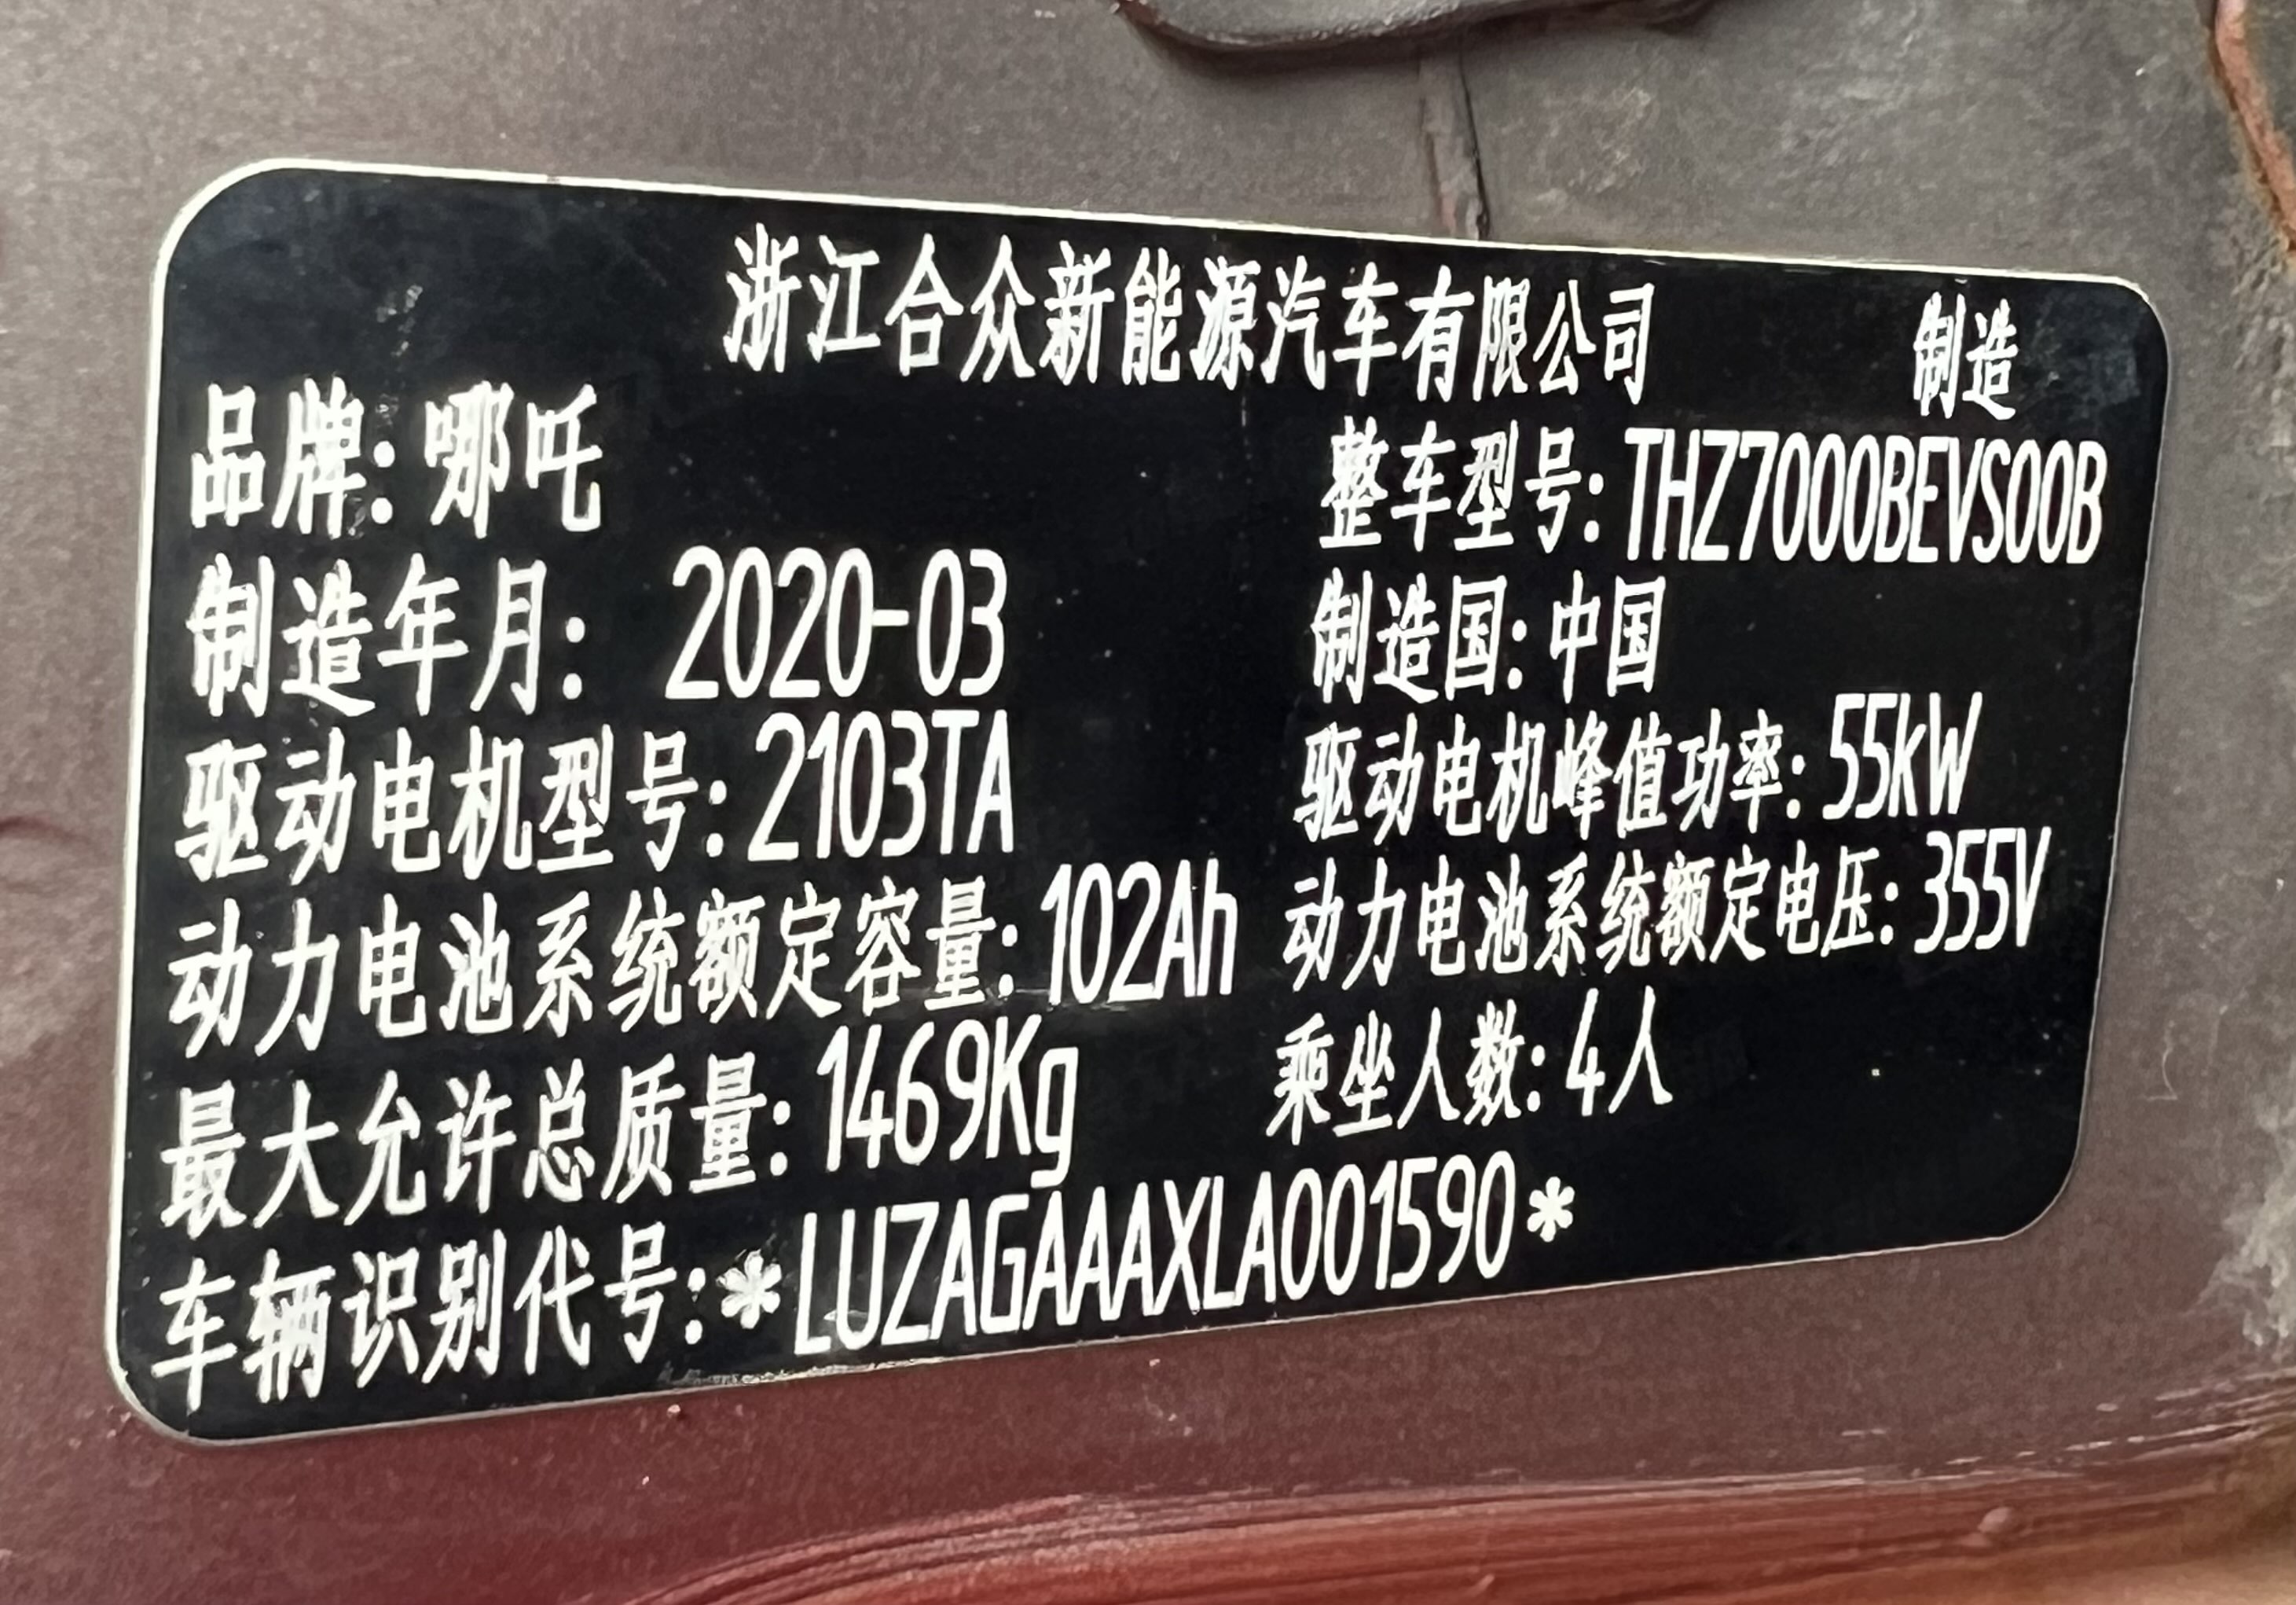 浙江合众新能源汽车有限公司 制造
品牌：哪吒 整车型号：THZ7000BEVS00B
制造年月： 2020-03 制造国：中国
驱动电机型号：2103TA 驱动电机峰值功率：55kW
动力电池系统额定容量：102Ah 动力电池系统额定电压：355V
最大允许总质量：1469Kg 乘坐人数：4人
车辆识别代号：*LUZAGAAAXLA001590*